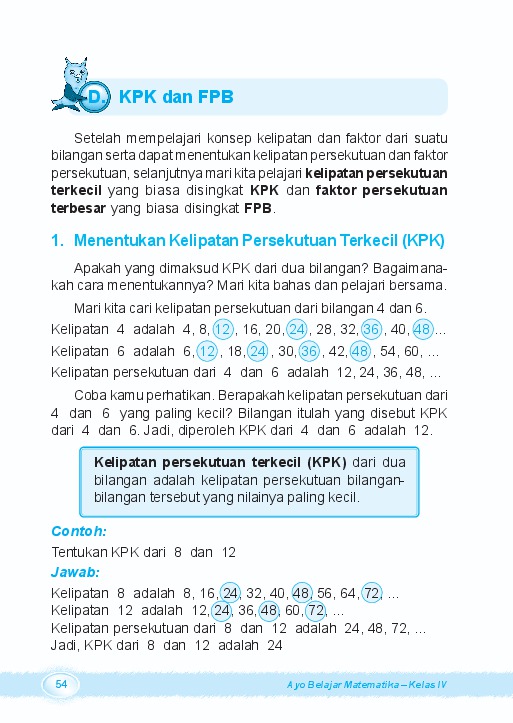 D. KPK dan FPB
Setelah mempelajari konsep kelipatan dan faktor dari suatu
bilangan serta dapat menentukan kelipatan persekutuan dan faktor
persekutuan, selanjutnya mari kita pelajari kelipatan persekutuan
terkecil yang biasa disingkat KPK dan faktor persekutuan
terbesar yang biasa disingkat FPB.
1. Menentukan Kelipatan Persekutuan Terkecil (KPK)
Apakah yang dimaksud KPK dari dua bilangan? Bagaimana-
kah cara menentukannya? Mari kita bahas dan pelajari bersama.
Mari kita cari kelipatan persekutuan dari bilangan 4 dan 6.
Kelipatan 4 adalah 4, 8, 12, 16, 20, 24, 28, 32, 36, 40, 48 ...
Kelipatan 6 adalah 6, 12, 18, 24, 30, 36, 42, 48, 54, 60, ...
Kelipatan persekutuan dari 4 dan 6 adalah 12, 24, 36, 48, ...
Coba kamu perhatikan. Berapakah kelipatan persekutuan dari
4 dan 6 yang paling kecil? Bilangan itulah yang disebut KPK
dari 4 dan 6. Jadi, diperoleh KPK dari 4 dan 6 adalah 12.
Kelipatan persekutuan terkecil (KPK) dari dua
bilangan adalah kelipatan persekutuan bilangan-
bilangan tersebut yang nilainya paling kecil.
Contoh:
Tentukan KPK dari 8 dan 12
Jawab:
Kelipatan 8 adalah 8, 16, 24, 32, 40, 48, 56, 64, 72, ...
Kelipatan 12 adalah 12, 24, 36, 48, 60, 72, ...
Kelipatan persekutuan dari 8 dan 12 adalah 24, 48, 72, ...
Jadi, KPK dari 8 dan 12 adalah 24
54 Ayo Belajar Matematika – Kelas IV